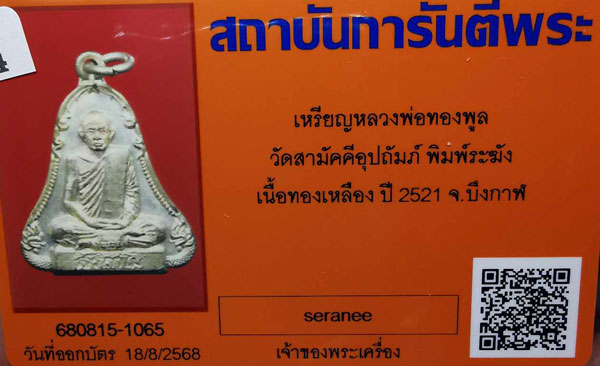 4
สถาบันการันตีพระ
เหรียญหลวงพ่อทองพูล
วัดสามัคคีอุปถัมภ์ พิมพ์ระฆัง
เนื้อทองเหลือง ปี 2521 จ.บึงกาฬ
seranee
เจ้าของพระเครื่อง
680815-1065
วันที่ออกบัตร 18/8/2568